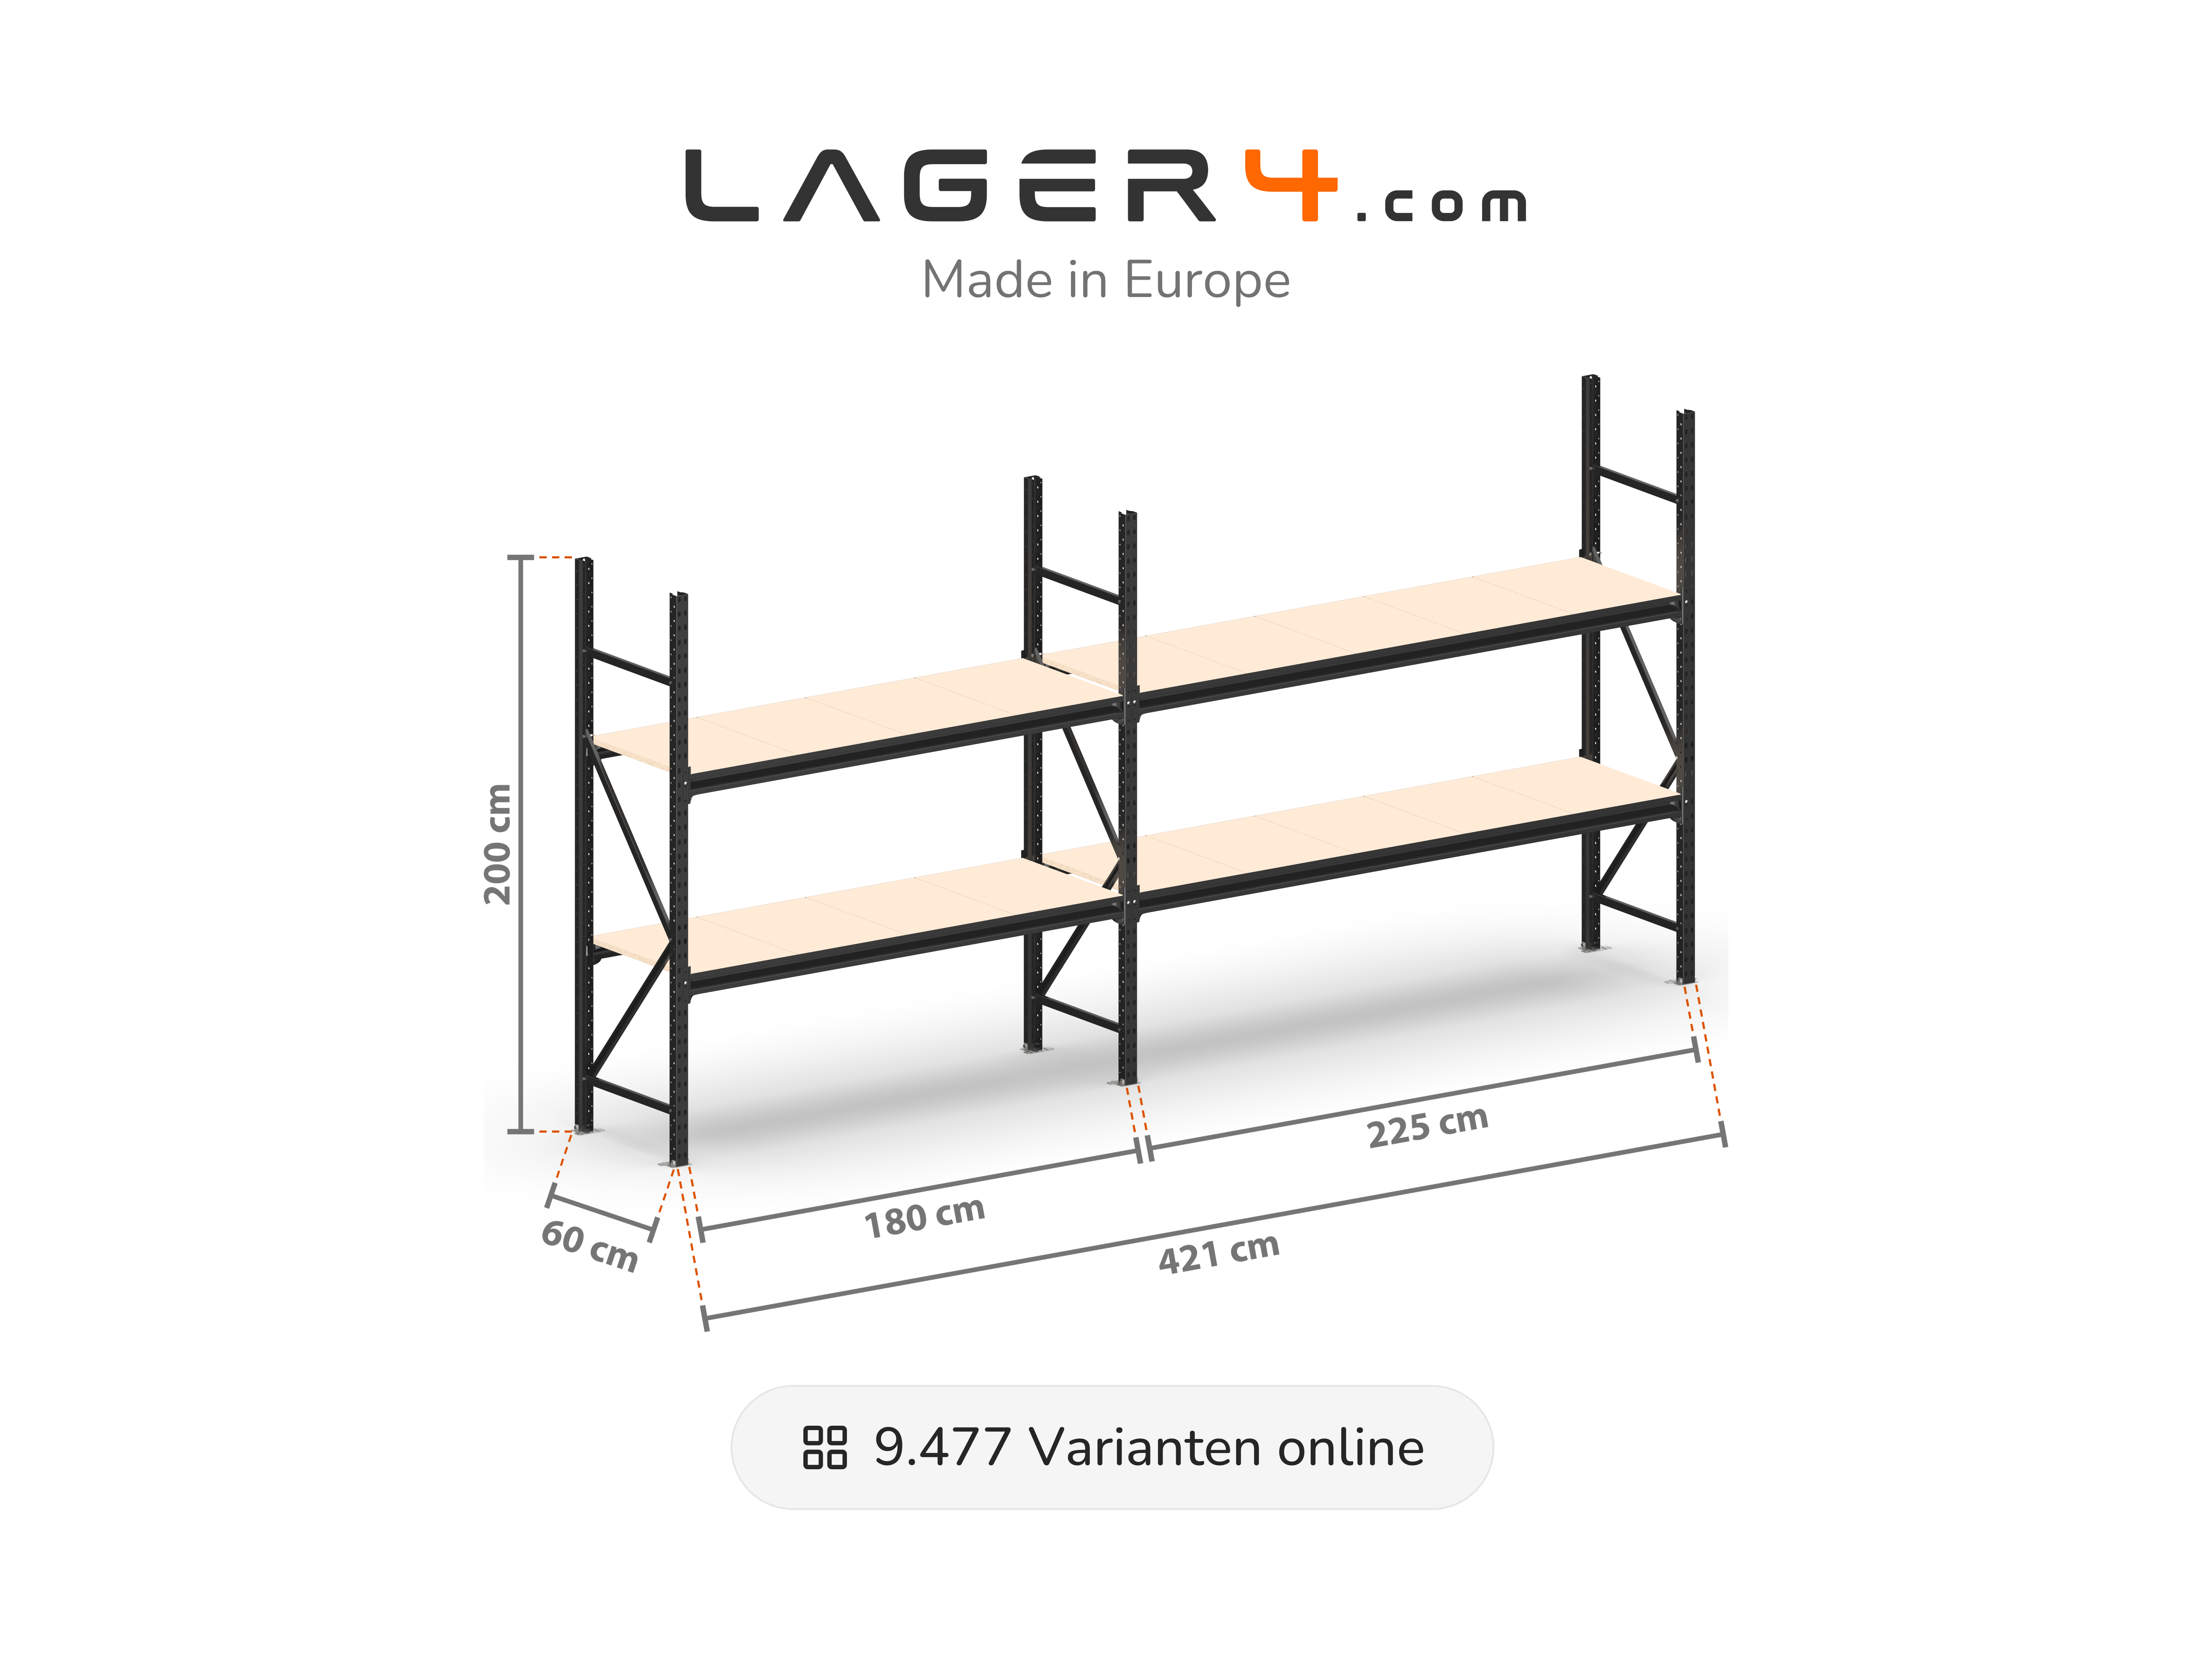 LAGER4.com
Made in Europe
200 cm
60 cm
180 cm
225 cm
421 cm
9.477 Varianten online